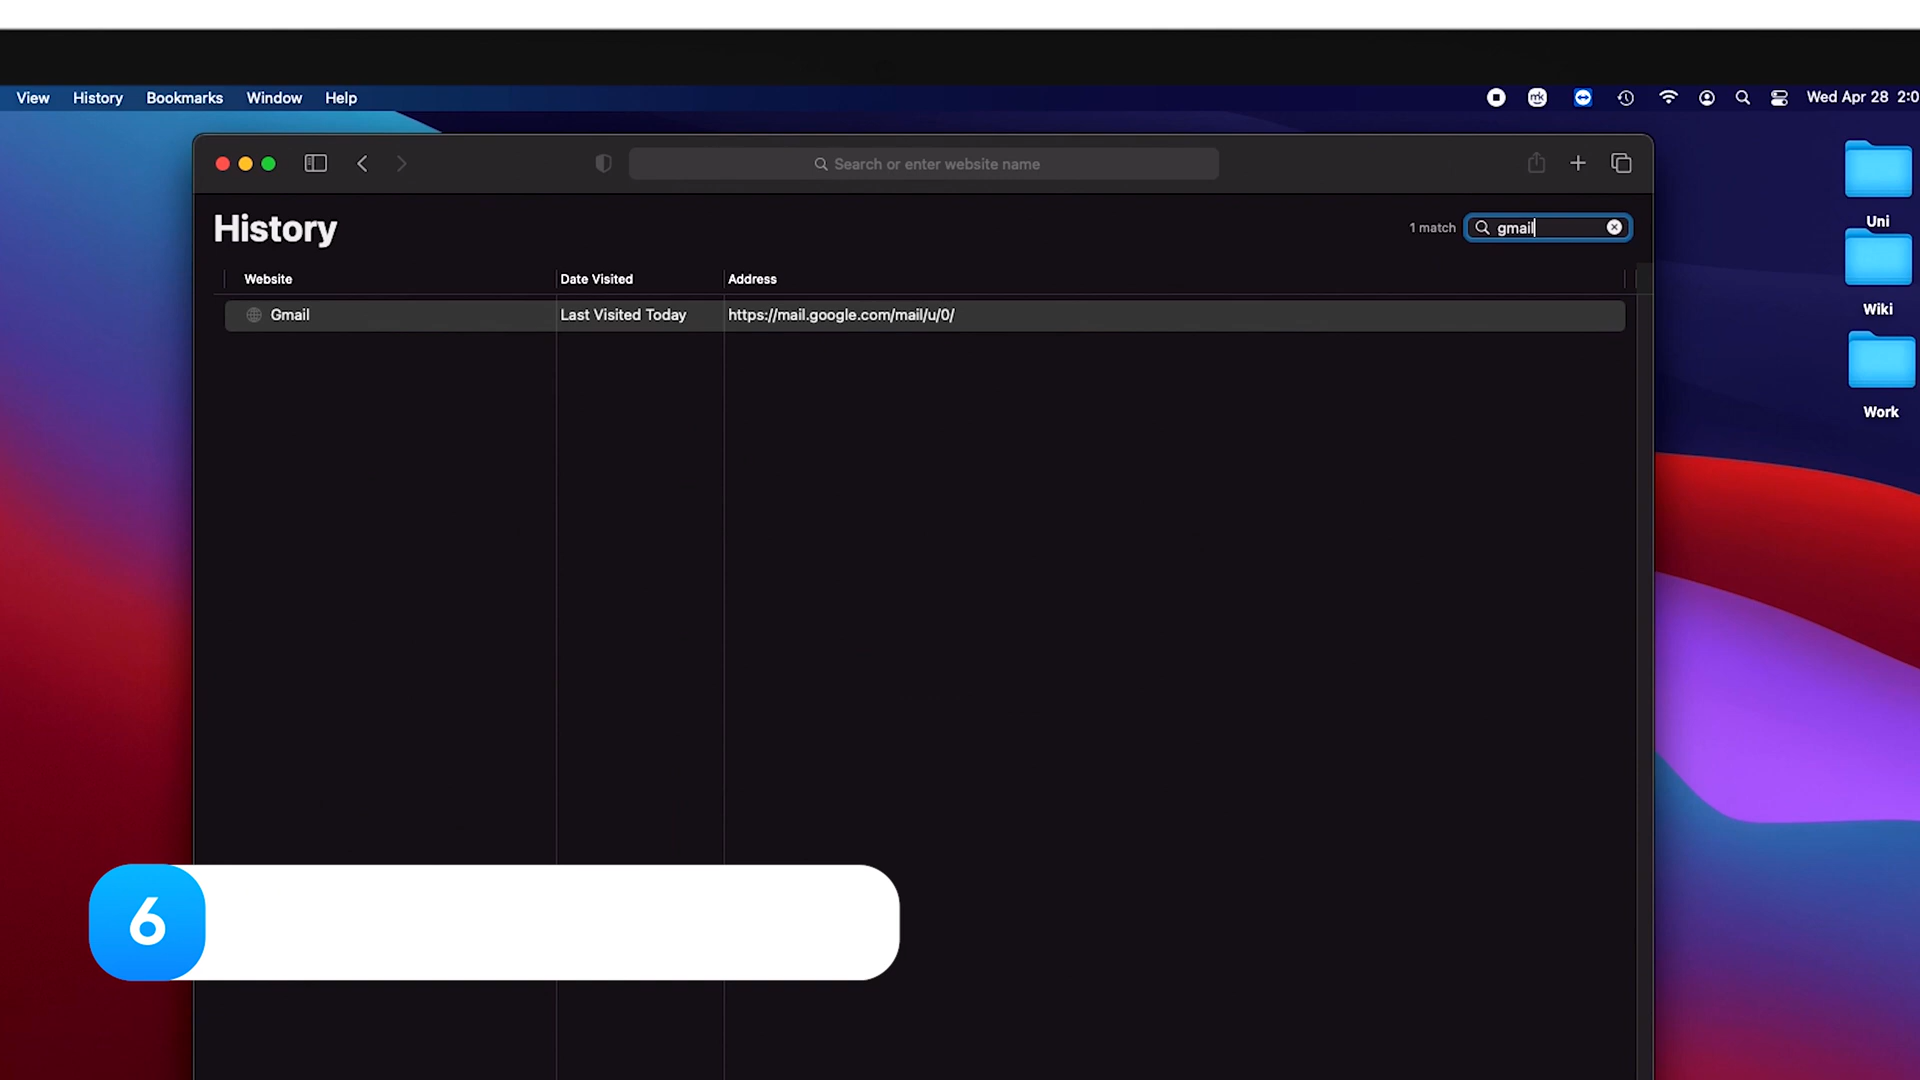 View History Bookmarks Window Help mk Wed Apr 28 2:0
Search or enter website name
History 1 match gmail
Website Date Visited Address
Gmail Last Visited Today https://mail.google.com/mail/u/0/
Uni
Wiki
Work
6